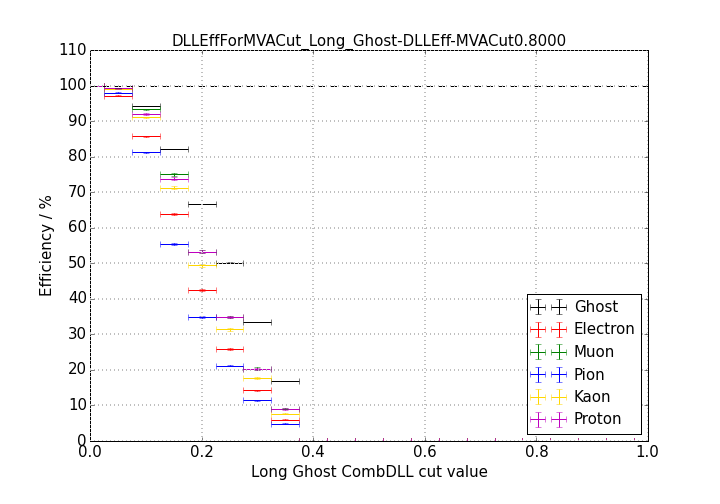 DLLEffForMVACut_Long_Ghost-DLLEff-MVACut0.8000
110
100
90
80
70
60
50
40
30
20
10
0
Efficiency / %
0.0 0.2 0.4 0.6 0.8 1.0
Long Ghost CombDLL cut value
Ghost
Electron
Muon
Pion
Kaon
Proton